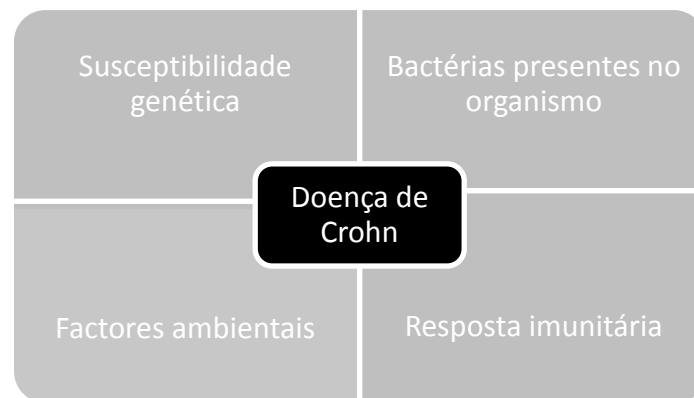 Susceptibilidade
genética
Bactérias presentes no
organismo
Doença de
Crohn
Factores ambientais
Resposta imunitária